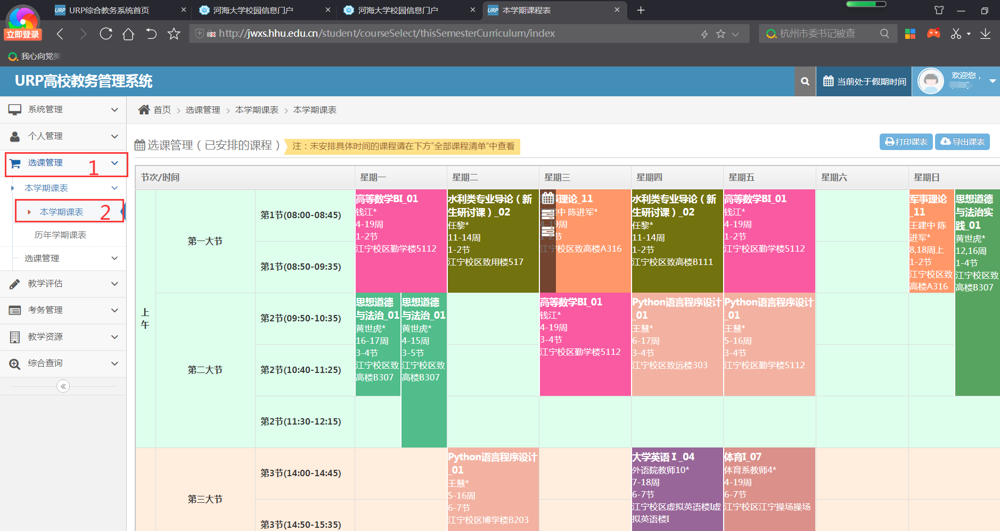 URP综合教务系统首页
河海大学校园信息门户
河海大学校园信息门户
本学期课程表
立即登录
http://jwxs.hhu.edu.cn/student/courseSelect/thisSemesterCurriculum/index
杭州市委书记被查
我心向党美
URP高校教务管理系统
当前处于假期时间
欢迎您，
系统管理
个人管理
选课管理
1
本学期课表
本学期课表
2
历年学期课表
选课管理
教学评估
考务管理
教学资源
综合查询
首页 > 选课管理 > 本学期课表 > 本学期课表
选课管理（已安排的课程）
注：未安排具体时间的课程请在下方“全部课程清单”中查看
打印课表
导出课表
节次/时间
星期一
星期二
星期三
星期四
星期五
星期六
星期日
上
午
第一大节
第1节(08:00-08:45)
第1节(08:50-09:35)
高等数学BI_01
钱江*
4-19周
1-2节
江宁校区勤学楼5112
水利类专业导论（新
生研讨课）_02
任黎*
11-14周
1-2节
江宁校区致用楼517
事理论_11
建中 陈进军*
9周
1-2节
江宁校区致高楼A316
水利类专业导论（新
生研讨课）_02
任黎*
11-14周
1-2节
江宁校区致高楼B111
高等数学BI_01
钱江*
4-19周
1-2节
江宁校区勤学楼5112
军事理论
_11
王建中 陈
进军*
8,18周上
1-2节
江宁校区致
高楼A316
思想道德
与法治实
践_01
黄世虎*
12,16周
1-4节
江宁校区致
高楼B307
第二大节
第2节(09:50-10:35)
第2节(10:40-11:25)
第2节(11:30-12:15)
思想道德
与法治_01
黄世虎*
16-17周
3-4节
江宁校区致
高楼B307
思想道德
与法治_01
黄世虎*
4-15周
3-5节
江宁校区致
高楼B307
高等数学BI_01
钱江*
4-19周
3-4节
江宁校区勤学楼5112
Python语言程序设计
_01
王慧*
6-17周
3-4节
江宁校区致远楼303
Python语言程序设计
_01
王慧*
5-16周
3-4节
江宁校区勤学楼5112
第三大节
第3节(14:00-14:45)
第3节(14:50-15:35)
Python语言程序设计
_01
王慧*
5-16周
6-7节
江宁校区博学楼B203
大学英语Ⅰ_04
外语院教师10*
7-18周
6-7节
江宁校区虚拟英语楼I虚
拟英语楼I
体育I_07
体育系教师4*
4-19周
6-7节
江宁校区江宁操场操场